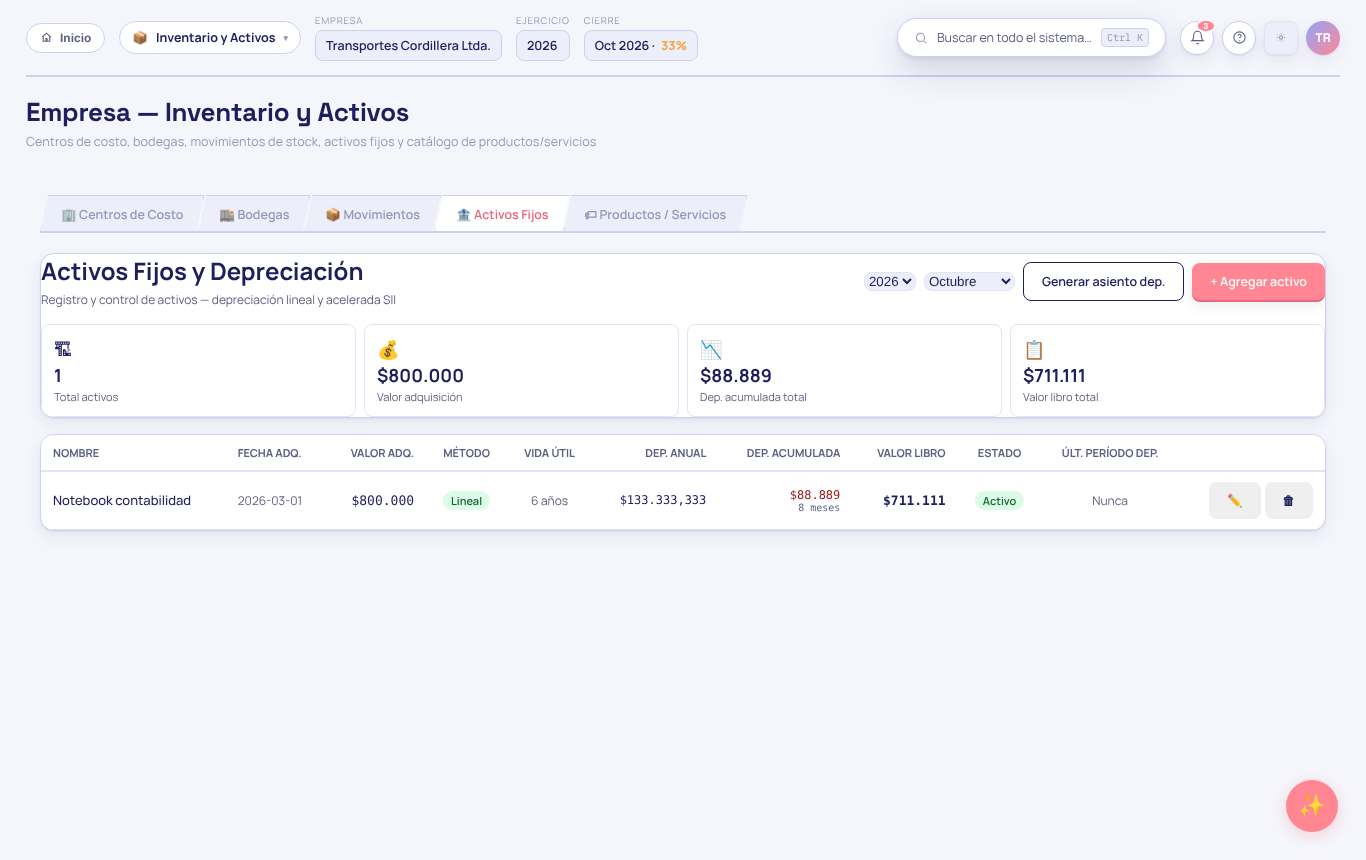 Inicio
Inventario y Activos
EMPRESA
Transportes Cordillera Ltda.
EJERCICIO
2026
CIERRE
Oct 2026 · 33%
Buscar en todo el sistema... Ctrl K
3
TR
Empresa — Inventario y Activos
Centros de costo, bodegas, movimientos de stock, activos fijos y catálogo de productos/servicios
Centros de Costo
Bodegas
Movimientos
Activos Fijos
Productos / Servicios
Activos Fijos y Depreciación
Registro y control de activos — depreciación lineal y acelerada SII
2026
Octubre
Generar asiento dep.
+ Agregar activo
1
Total activos
$800.000
Valor adquisición
$88.889
Dep. acumulada total
$711.111
Valor libro total
NOMBRE FECHA ADQ. VALOR ADQ. MÉTODO VIDA ÚTIL DEP. ANUAL DEP. ACUMULADA VALOR LIBRO ESTADO ÚLT. PERÍODO DEP.
Notebook contabilidad 2026-03-01 $800.000 Lineal 6 años $133.333,333 $88.889 $711.111 Activo Nunca
8 meses